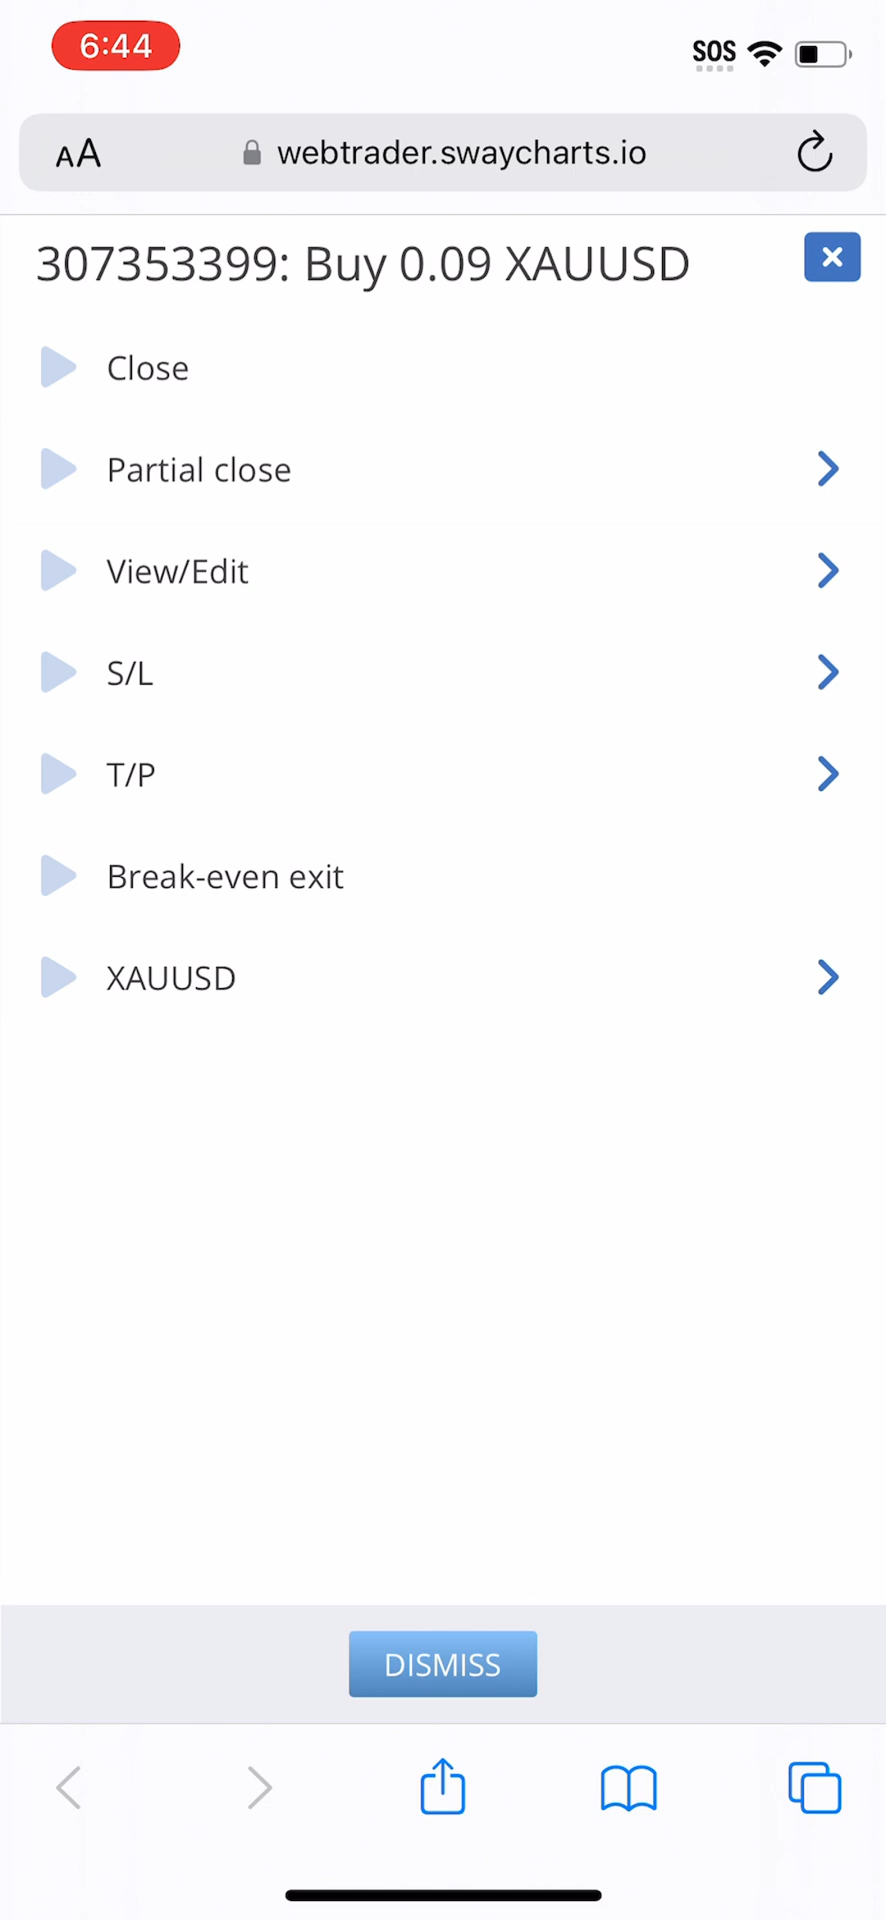 6:44
SOS
AA
webtrader.swaycharts.io
307353399: Buy 0.09 XAUUSD
Close
Partial close
View/Edit
S/L
T/P
Break-even exit
XAUUSD
DISMISS